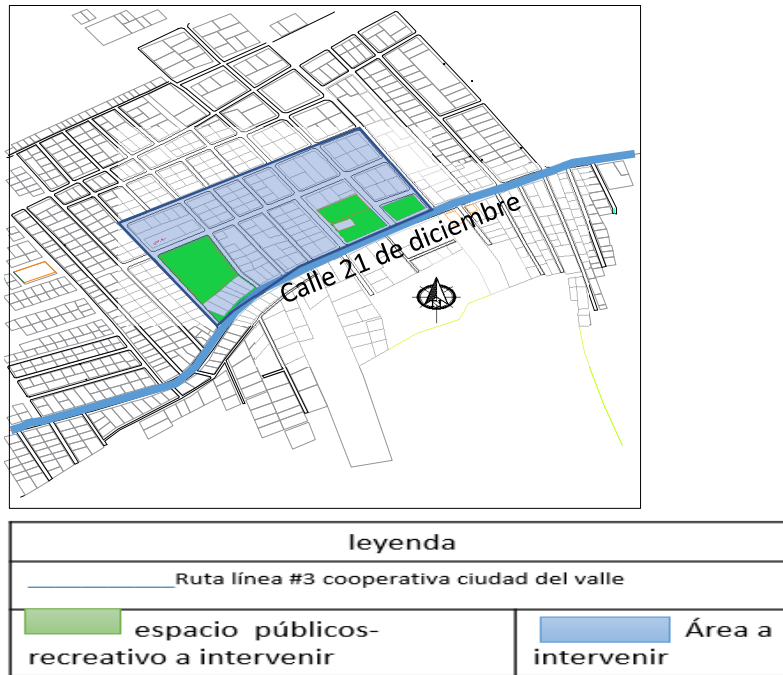 Calle 21 de diciembre
leyenda
Ruta línea #3 cooperativa ciudad del valle
espacio públicos-
recreativo a intervenir
Área a
intervenir